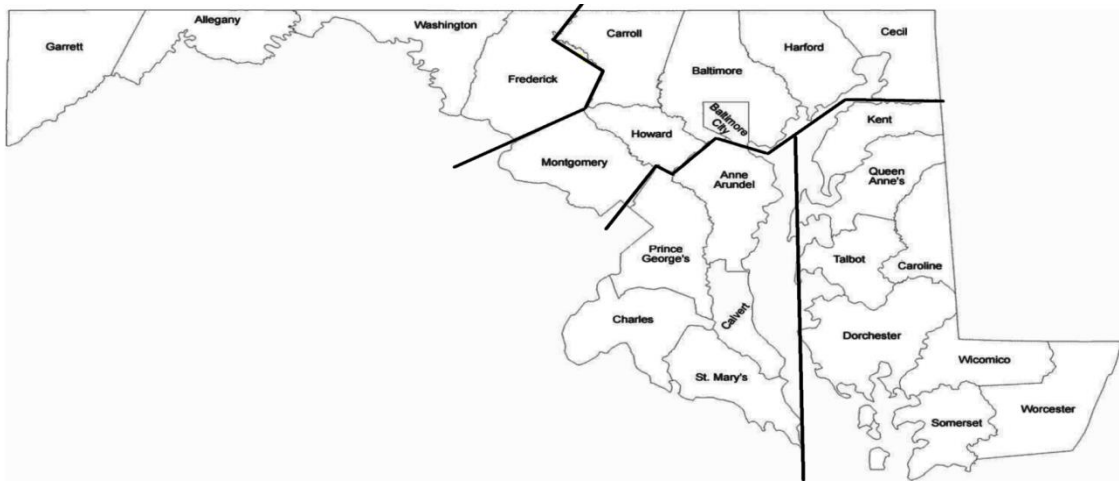 Garrett
Allegany
Washington
Frederick
Carroll
Baltimore
Harford
Cecil
Baltimore
City
Howard
Montgomery
Kent
Anne
Arundel
Queen
Anne's
Prince
George's
Talbot
Caroline
Calvert
Charles
Dorchester
St. Mary's
Wicomico
Somerset
Worcester